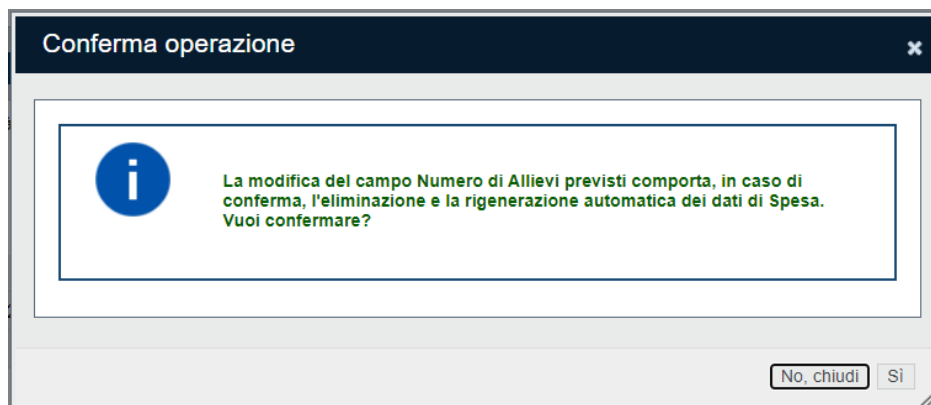 Conferma operazione
La modifica del campo Numero di Allievi previsti comporta, in caso di
conferma, l'eliminazione e la rigenerazione automatica dei dati di Spesa.
Vuoi confermare?
No, chiudi Sì